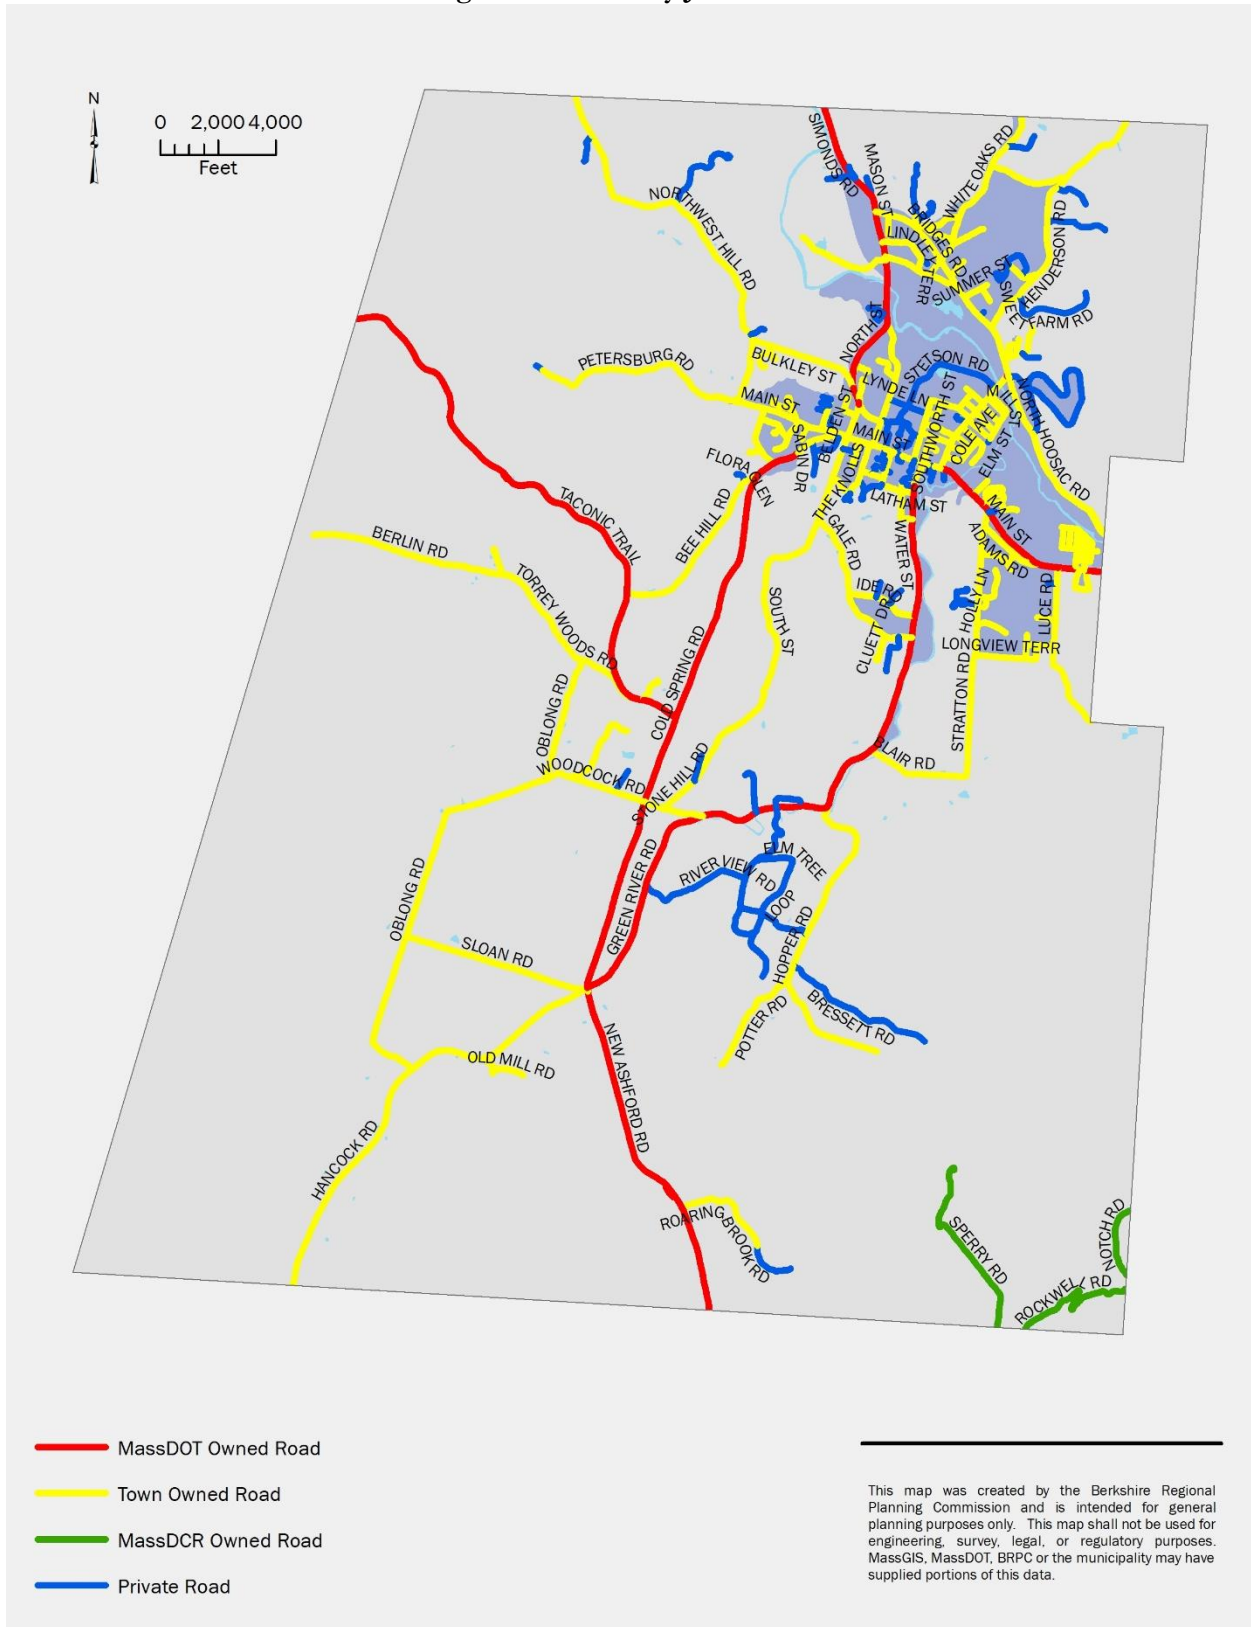 N
0 2,000 4,000
Feet
SIMONDS RD
MASON ST
WHITE OAKS RD
BRIDGES RD
LINDLEY TERR
HENDERSON RD
SUMMER ST
SWEET FARM RD
NORTHWEST HILL RD
NORTH ST
PETERSBURG RD
BULKLEY ST
LYNDE LN
STETSON RD
MAIN ST
BELDEN ST
MAIN ST
SOUTHWORTH ST
MILL ST
COLE AVE
ELM ST
NORTH HOOSAC RD
SABIN DR
THE KNOLLS
FLORA GLEN
LATHAM ST
MAIN ST
BEE HILL RD
GALE RD
WATER ST
ADAMS RD
TACONIC TRAIL
BERLIN RD
TORREY WOODS RD
IDE RD
HOLLY LN
LUCE RD
SOUTH ST
CLUETT DR
LONGVIEW TERR
COLD SPRING RD
OBLONG RD
STRATTON RD
BLAIR RD
WOODCOCK RD
STONE HILL RD
ELM TREE
RIVER VIEW RD
LOOP
GREEN RIVER RD
OBLONG RD
SLOAN RD
HOPPER RD
BRESSETT RD
POTTER RD
OLD MILL RD
NEW ASHFORD RD
HANCOCK RD
ROARING BROOK RD
SPERRY RD
NOTCH RD
ROCKWELL RD
MassDOT Owned Road
Town Owned Road
MassDCR Owned Road
Private Road
This map was created by the Berkshire Regional
Planning Commission and is intended for general
planning purposes only. This map shall not be used for
engineering, survey, legal, or regulatory purposes.
MassGIS, MassDOT, BRPC or the municipality may have
supplied portions of this data.